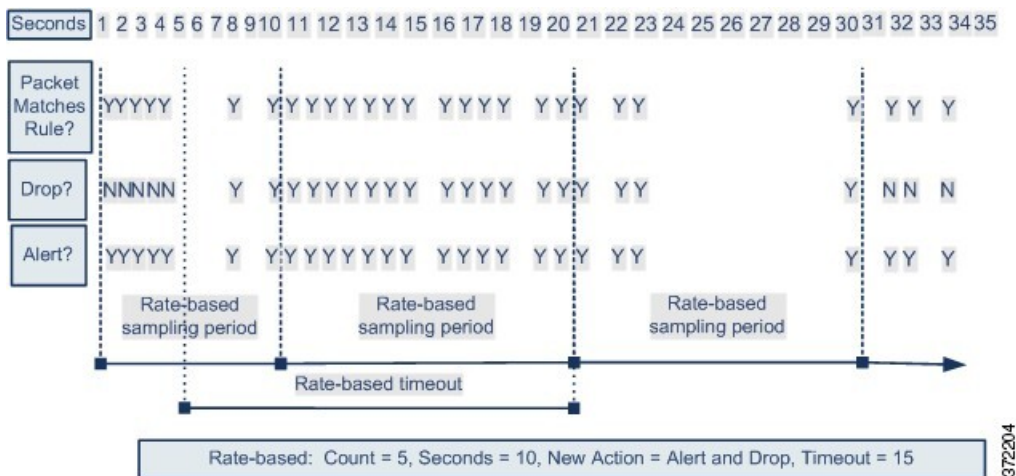 Seconds 1 2 3 4 5 6 7 8 9 10 11 12 13 14 15 16 17 18 19 20 21 22 23 24 25 26 27 28 29 30 31 32 33 34 35
Packet
Matches
Rule?
YYYYY Y Y Y Y Y Y Y Y Y Y Y Y Y Y Y Y Y Y Y Y Y Y
Drop?
NNNNN Y Y Y Y Y Y Y Y Y Y Y Y Y Y Y Y Y Y Y N N N
Alert?
YYYYY Y Y Y Y Y Y Y Y Y Y Y Y Y Y Y Y Y Y Y Y Y Y
Rate-based
sampling period
Rate-based
sampling period
Rate-based
sampling period
Rate-based timeout
Rate-based: Count = 5, Seconds = 10, New Action = Alert and Drop, Timeout = 15
372204